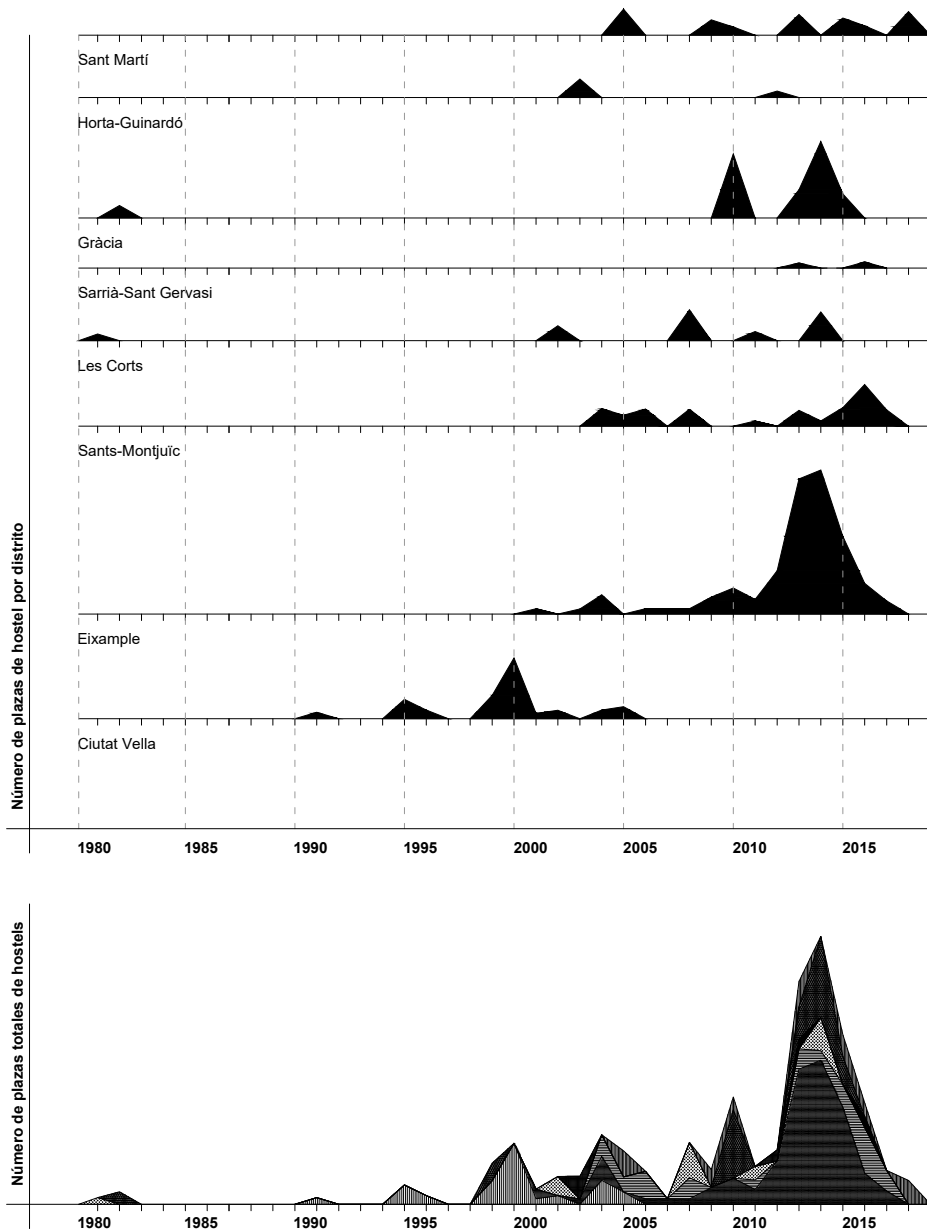 Número de plazas de hostel por distrito
Sant Martí
Horta-Guinardó
Gràcia
Sarrià-Sant Gervasi
Les Corts
Sants-Montjuïc
Eixample
Ciutat Vella
1980 1985 1990 1995 2000 2005 2010 2015
Número de plazas totales de hostels
1980 1985 1990 1995 2000 2005 2010 2015